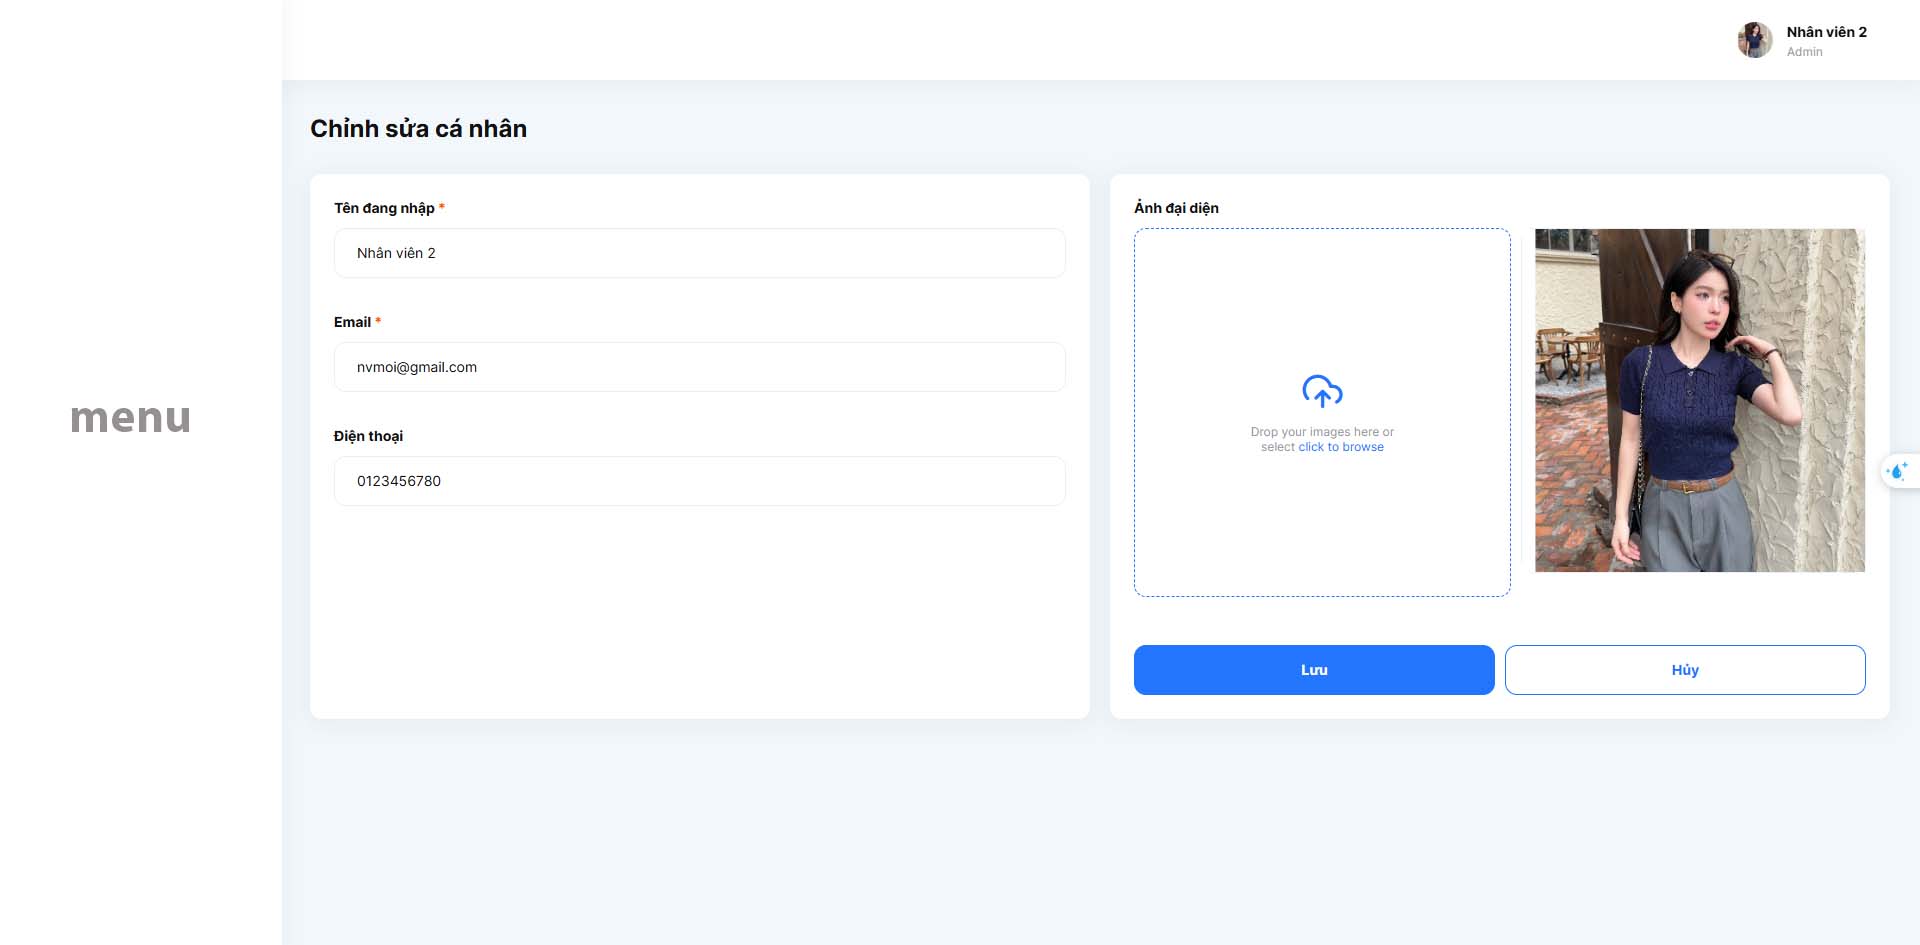 Nhân viên 2
Admin
menu
Chỉnh sửa cá nhân
Tên đang nhập *
Nhân viên 2
Email *
nvmoi@gmail.com
Điện thoại
0123456780
Ảnh đại diện
Drop your images here or
select click to browse
Lưu
Hủy